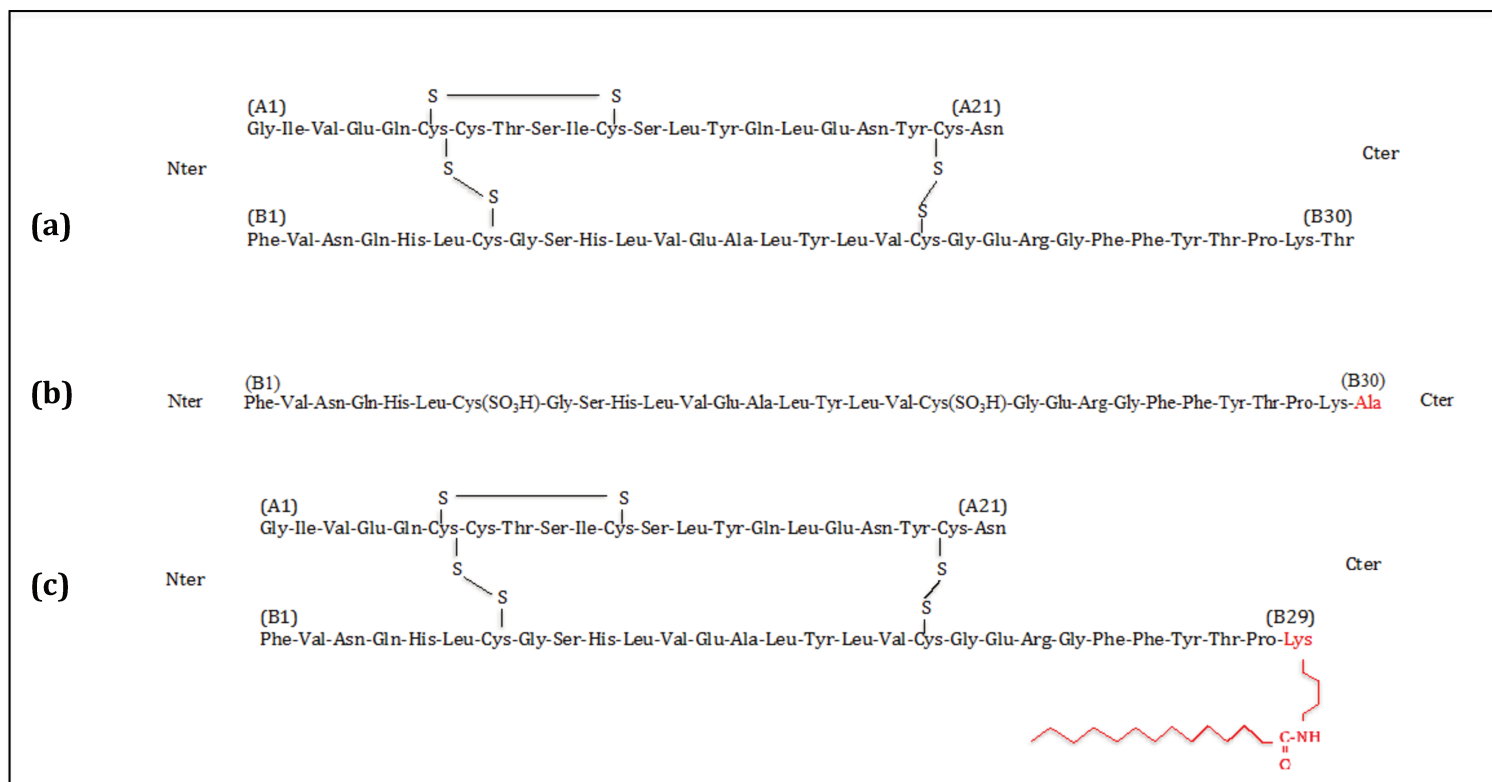 S S
(A1) (A21)
Gly-Ile-Val-Glu-Gln-Cys-Cys-Thr-Ser-Ile-Cys-Ser-Leu-Tyr-Gln-Leu-Glu-Asn-Tyr-Cys-Asn
Nter S S Cter
S
(a) (B1) S (B30)
Phe-Val-Asn-Gln-His-Leu-Cys-Gly-Ser-His-Leu-Val-Glu-Ala-Leu-Tyr-Leu-Val-Cys-Gly-Glu-Arg-Gly-Phe-Phe-Tyr-Thr-Pro-Lys-Thr
(B1) (B30)
(b) Nter Phe-Val-Asn-Gln-His-Leu-Cys(SO3H)-Gly-Ser-His-Leu-Val-Glu-Ala-Leu-Tyr-Leu-Val-Cys(SO3H)-Gly-Glu-Arg-Gly-Phe-Phe-Tyr-Thr-Pro-Lys-Ala Cter
S S
(A1) (A21)
Gly-Ile-Val-Glu-Gln-Cys-Cys-Thr-Ser-Ile-Cys-Ser-Leu-Tyr-Gln-Leu-Glu-Asn-Tyr-Cys-Asn
S S Cter
(c) Nter S S
(B1) (B29)
Phe-Val-Asn-Gln-His-Leu-Cys-Gly-Ser-His-Leu-Val-Glu-Ala-Leu-Tyr-Leu-Val-Cys-Gly-Glu-Arg-Gly-Phe-Phe-Tyr-Thr-Pro-Lys
C-NH
O